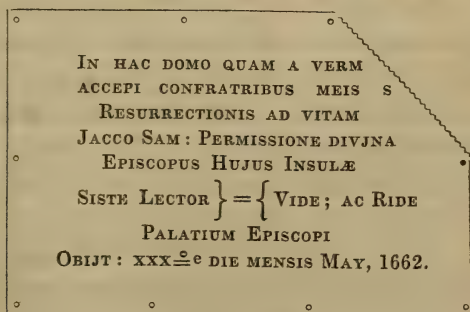 IN HAC DOMO QUAM A VERM
ACCEPI CONFRATRIBUS MEIS S
RESURRECTIONIS AD VITAM
JACCO SAM: PERMISSIONE DIVJNA
EPISCOPUS HUJUS INSULÆ
SISTE LECTOR } = { VIDE; AC RIDE
PALATIUM EPISCOPI
OBIJT: XXX º e DIE MENSIS MAY, 1662.